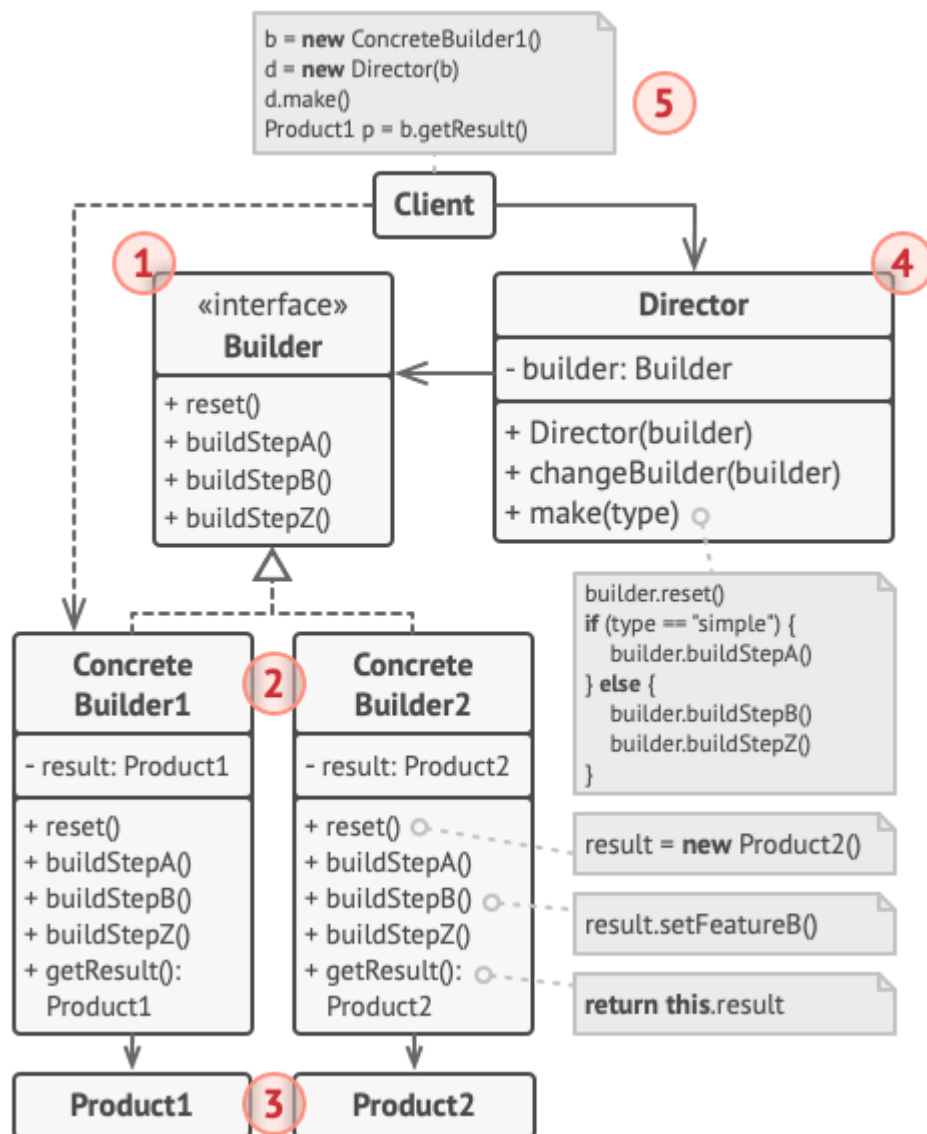 b = new ConcreteBuilder1()
d = new Director(b)
d.make()
Product1 p = b.getResult()
5
Client
1
«interface»
Builder
+ reset()
+ buildStepA()
+ buildStepB()
+ buildStepZ()
4
Director
- builder: Builder
+ Director(builder)
+ changeBuilder(builder)
+ make(type)
builder.reset()
if (type == "simple") {
builder.buildStepA()
} else {
builder.buildStepB()
builder.buildStepZ()
}
Concrete
Builder1
- result: Product1
+ reset()
+ buildStepA()
+ buildStepB()
+ buildStepZ()
+ getResult():
Product1
2
Concrete
Builder2
- result: Product2
+ reset()
+ buildStepA()
+ buildStepB()
+ buildStepZ()
+ getResult():
Product2
result = new Product2()
result.setFeatureB()
return this.result
Product1
3
Product2